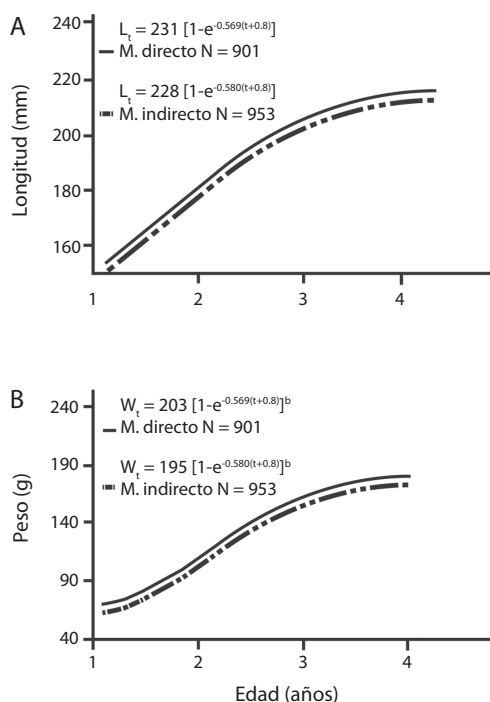 A
240
220
200
180
160
Longitud (mm)
L_t = 231 [1-e^-0.569(t+0.8)]
M. directo N = 901
L_t = 228 [1-e^-0.580(t+0.8)]
M. indirecto N = 953
1 2 3 4
B
240
190
140
90
40
Peso (g)
W_t = 203 [1-e^-0.569(t+0.8)]^b
M. directo N = 901
W_t = 195 [1-e^-0.580(t+0.8)]^b
M. indirecto N = 953
1 2 3 4
Edad (años)